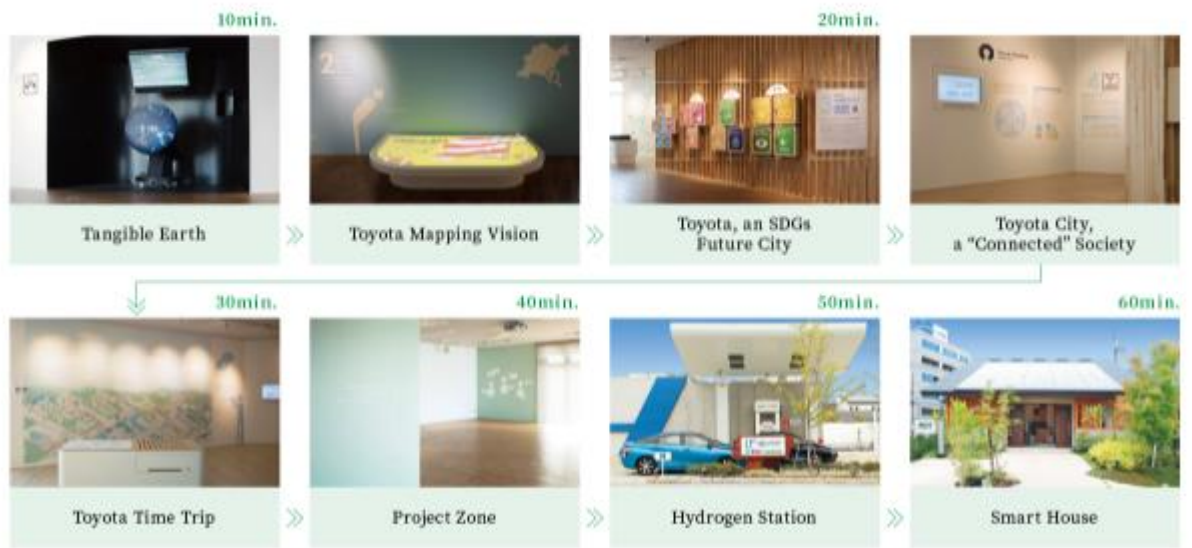 10min.
20min.
Tangible Earth
Toyota Mapping Vision
Toyota, an SDGs
Future City
Toyota City,
a “Connected” Society
30min.
40min.
50min.
60min.
Toyota Time Trip
Project Zone
Hydrogen Station
Smart House